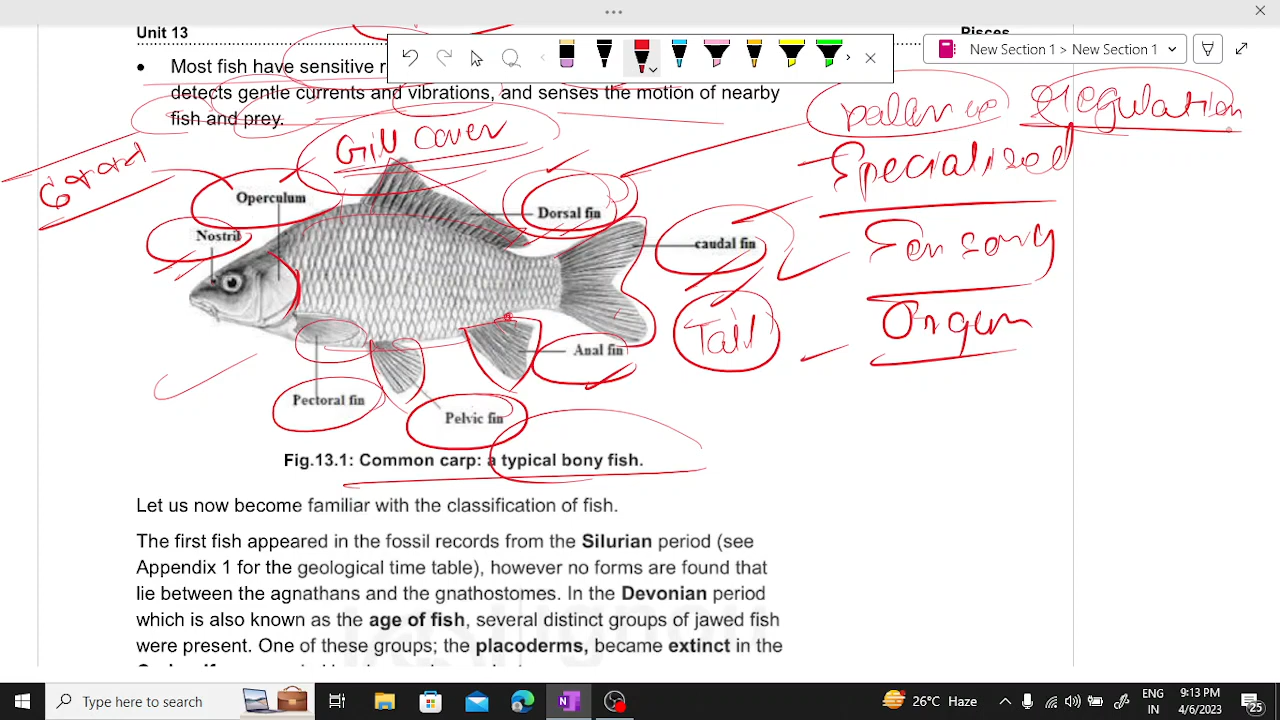 Unit 13
Pisces
New Section 1 > New Section 1
Most fish have sensitive r
detects gentle currents and vibrations, and senses the motion of nearby
fish and prey.
balance Regulation
Gill cover
Specialised
Operculum
Dorsal fin
Nostril
caudal fin
Sensory
Organ
Tail
Anal fin
Pectoral fin
Pelvic fin
Fig.13.1: Common carp: a typical bony fish.
Let us now become familiar with the classification of fish.
The first fish appeared in the fossil records from the Silurian period (see
Appendix 1 for the geological time table), however no forms are found that
lie between the agnathans and the gnathostomes. In the Devonian period
which is also known as the age of fish, several distinct groups of jawed fish
were present. One of these groups; the placoderms, became extinct in the
Type here to search
26°C Haze
ENG
IN
9:13 PM
4/6/2023
25